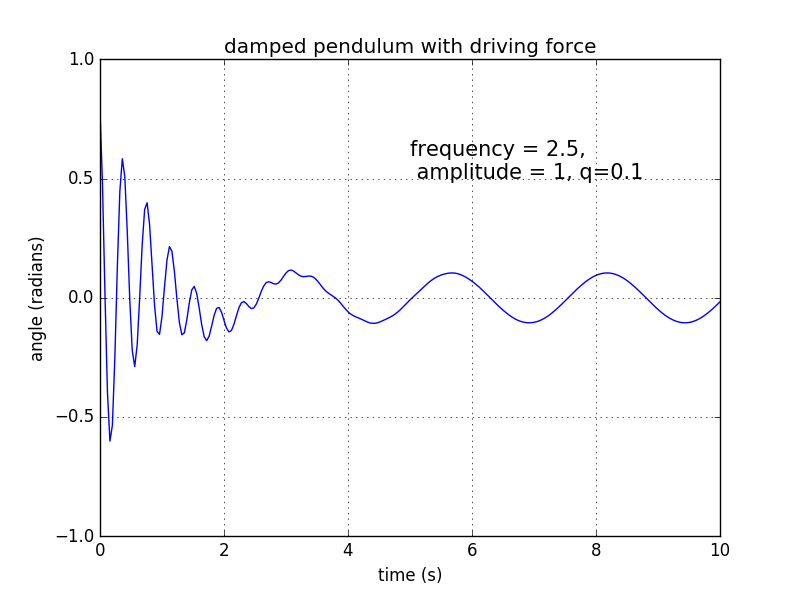 damped pendulum with driving force
1.0
frequency = 2.5,
amplitude = 1, q=0.1
0.5
0.0
−0.5
−1.0
angle (radians)
0 2 4 6 8 10
time (s)